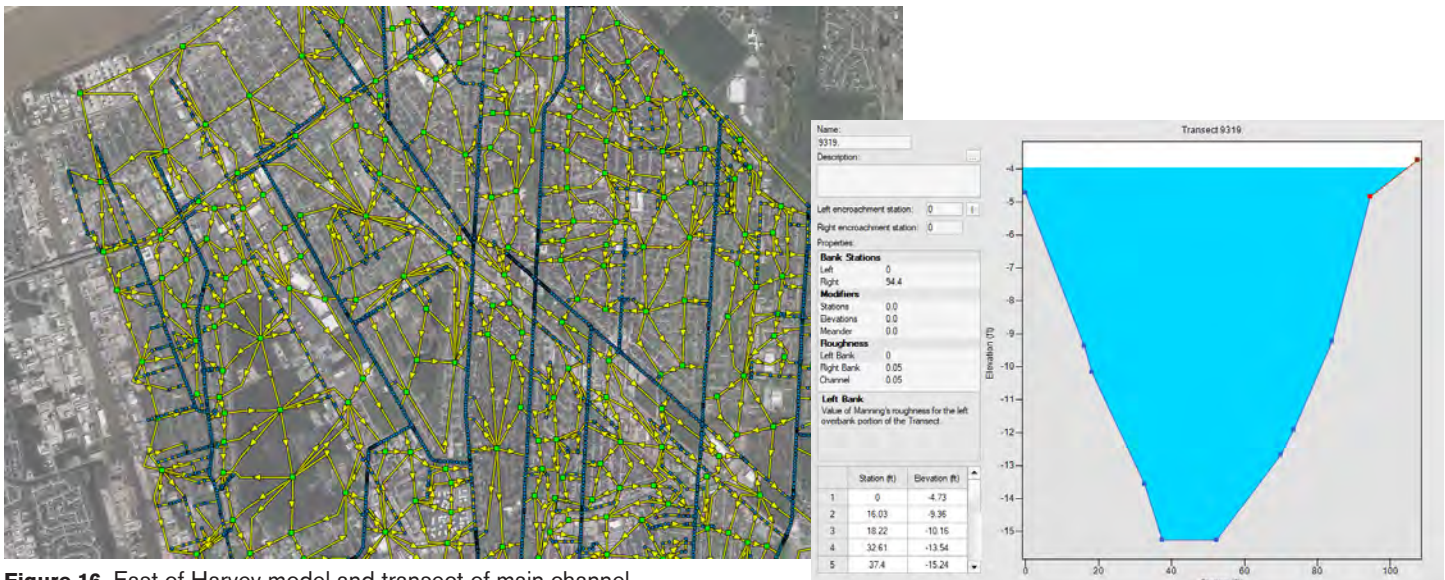 Name:
9319.
Description:
...
Left encroachment station: 0
Right encroachment station: 0
Properties:
Bank Stations
Left 0
Right 94.4
Modifiers
Stations 0.0
Elevations 0.0
Meander 0.0
Roughness
Left Bank 0
Right Bank 0.05
Channel 0.05
Left Bank
Value of Manning's roughness for the left
overbank portion of the Transect.
Station (ft) Elevation (ft)
1 0 -4.73
2 16.03 -9.36
3 18.22 -10.16
4 32.61 -13.54
5 37.4 -15.24
Transect 9319.
Elevation (ft)
-4
-5
-6
-7
-8
-9
-10
-11
-12
-13
-14
-15
0 20 40 60 80 100
Figure 16. East of Harvey model and transect of main channel